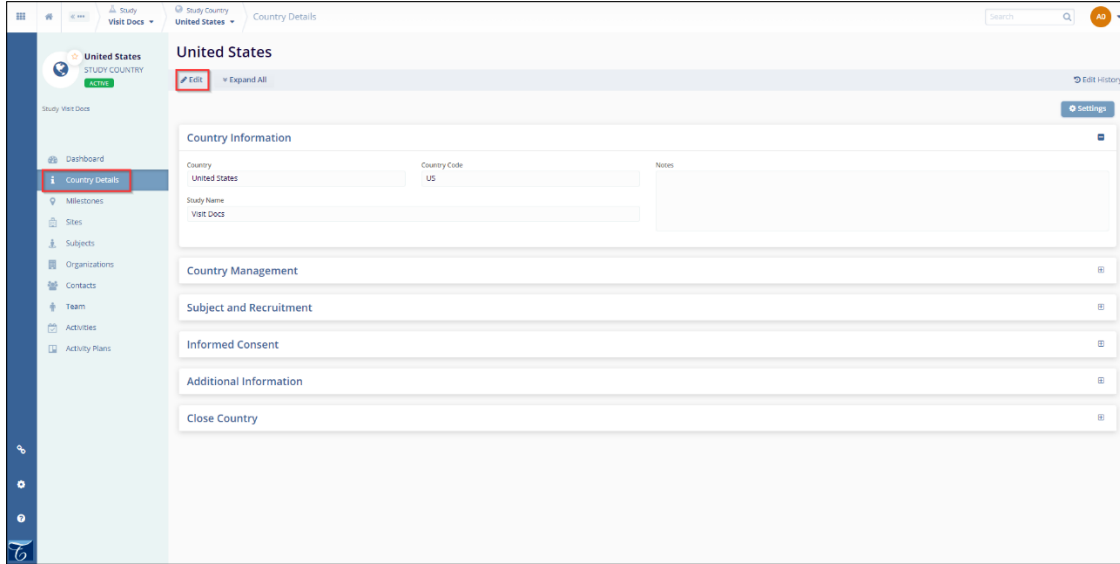 Study
Visit Docs
Study Country
United States
Country Details
Search
AO
United States
STUDY COUNTRY
ACTIVE
Study Visit Docs
Dashboard
Country Details
Milestones
Sites
Subjects
Organizations
Contacts
Team
Activities
Activity Plans
United States
Edit
Expand All
Edit History
Settings
Country Information
Country
Country Code
Notes
United States
US
Study Name
Visit Docs
Country Management
Subject and Recruitment
Informed Consent
Additional Information
Close Country